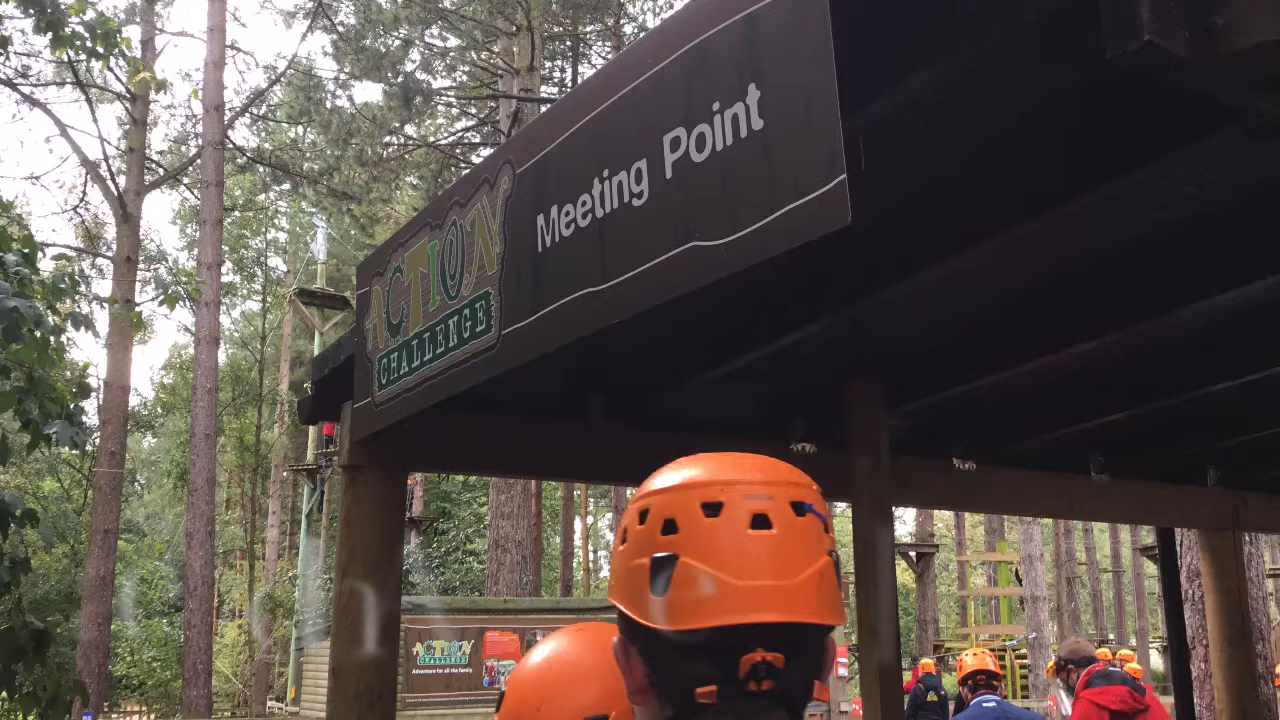 Meeting Point
ACTION
CHALLENGE
ACTION
CHALLENGE
Adventure for all the family